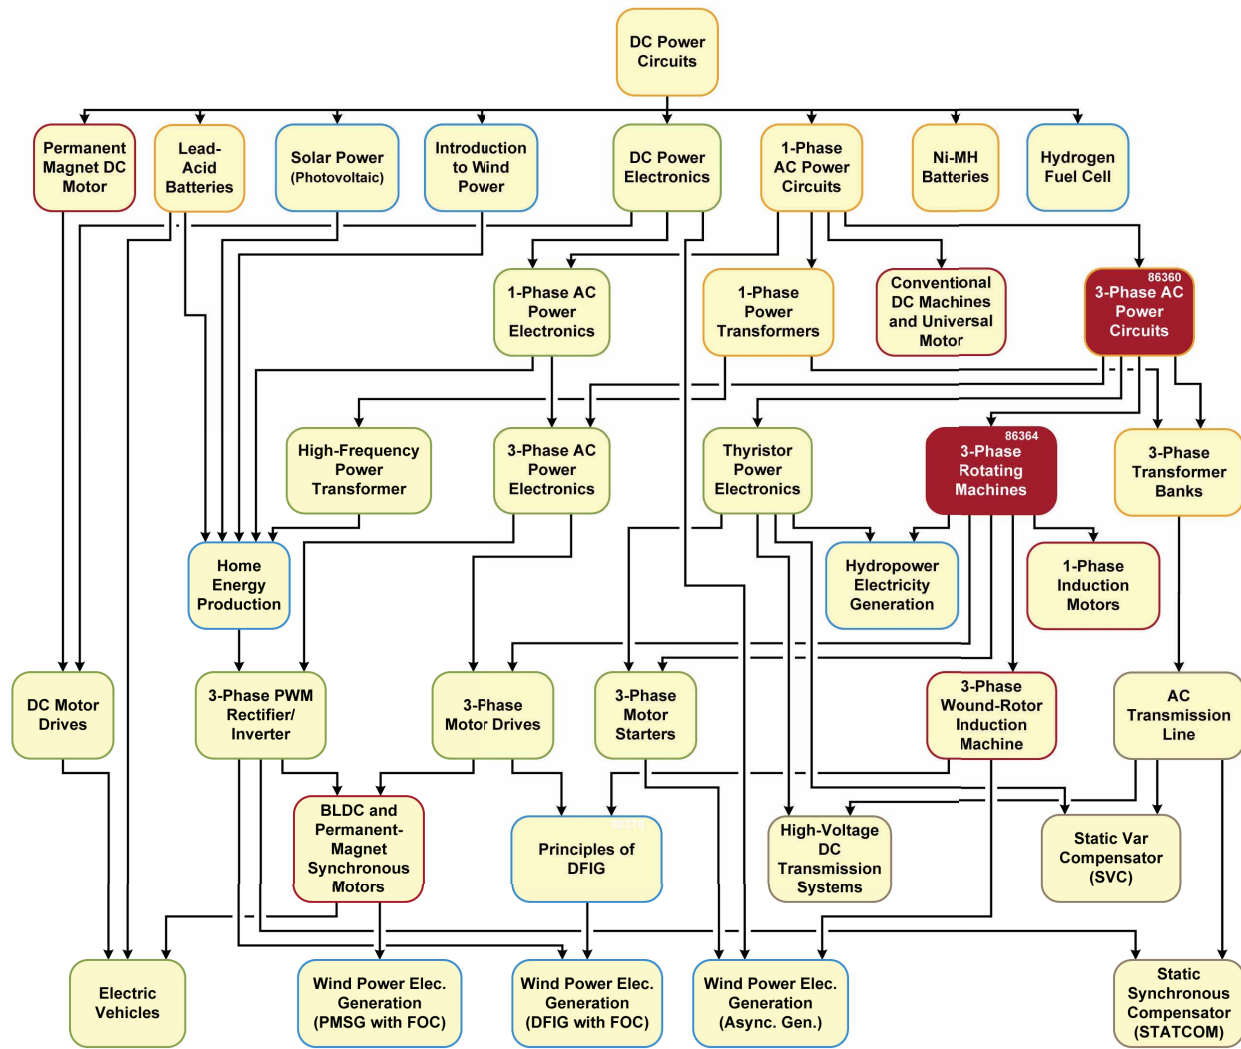 DC Power
Circuits
Permanent
Magnet DC
Motor
Lead-
Acid
Batteries
Solar Power
(Photovoltaic)
Introduction
to Wind
Power
DC Power
Electronics
1-Phase
AC Power
Circuits
Ni-MH
Batteries
Hydrogen
Fuel Cell
1-Phase AC
Power
Electronics
1-Phase
Power
Transformers
Conventional
DC Machines
and Universal
Motor
86360
3-Phase AC
Power
Circuits
High-Frequency
Power
Transformer
3-Phase AC
Power
Electronics
Thyristor
Power
Electronics
86364
3-Phase
Rotating
Machines
3-Phase
Transformer
Banks
Home
Energy
Production
Hydropower
Electricity
Generation
1-Phase
Induction
Motors
DC Motor
Drives
3-Phase PWM
Rectifier/
Inverter
3-Phase
Motor Drives
3-Phase
Motor
Starters
3-Phase
Wound-Rotor
Induction
Machine
AC
Transmission
Line
BLDC and
Permanent-
Magnet
Synchronous
Motors
Principles of
DFIG
High-Voltage
DC
Transmission
Systems
Static Var
Compensator
(SVC)
Electric
Vehicles
Wind Power Elec.
Generation
(PMSG with FOC)
Wind Power Elec.
Generation
(DFIG with FOC)
Wind Power Elec.
Generation
(Async. Gen.)
Static
Synchronous
Compensator
(STATCOM)